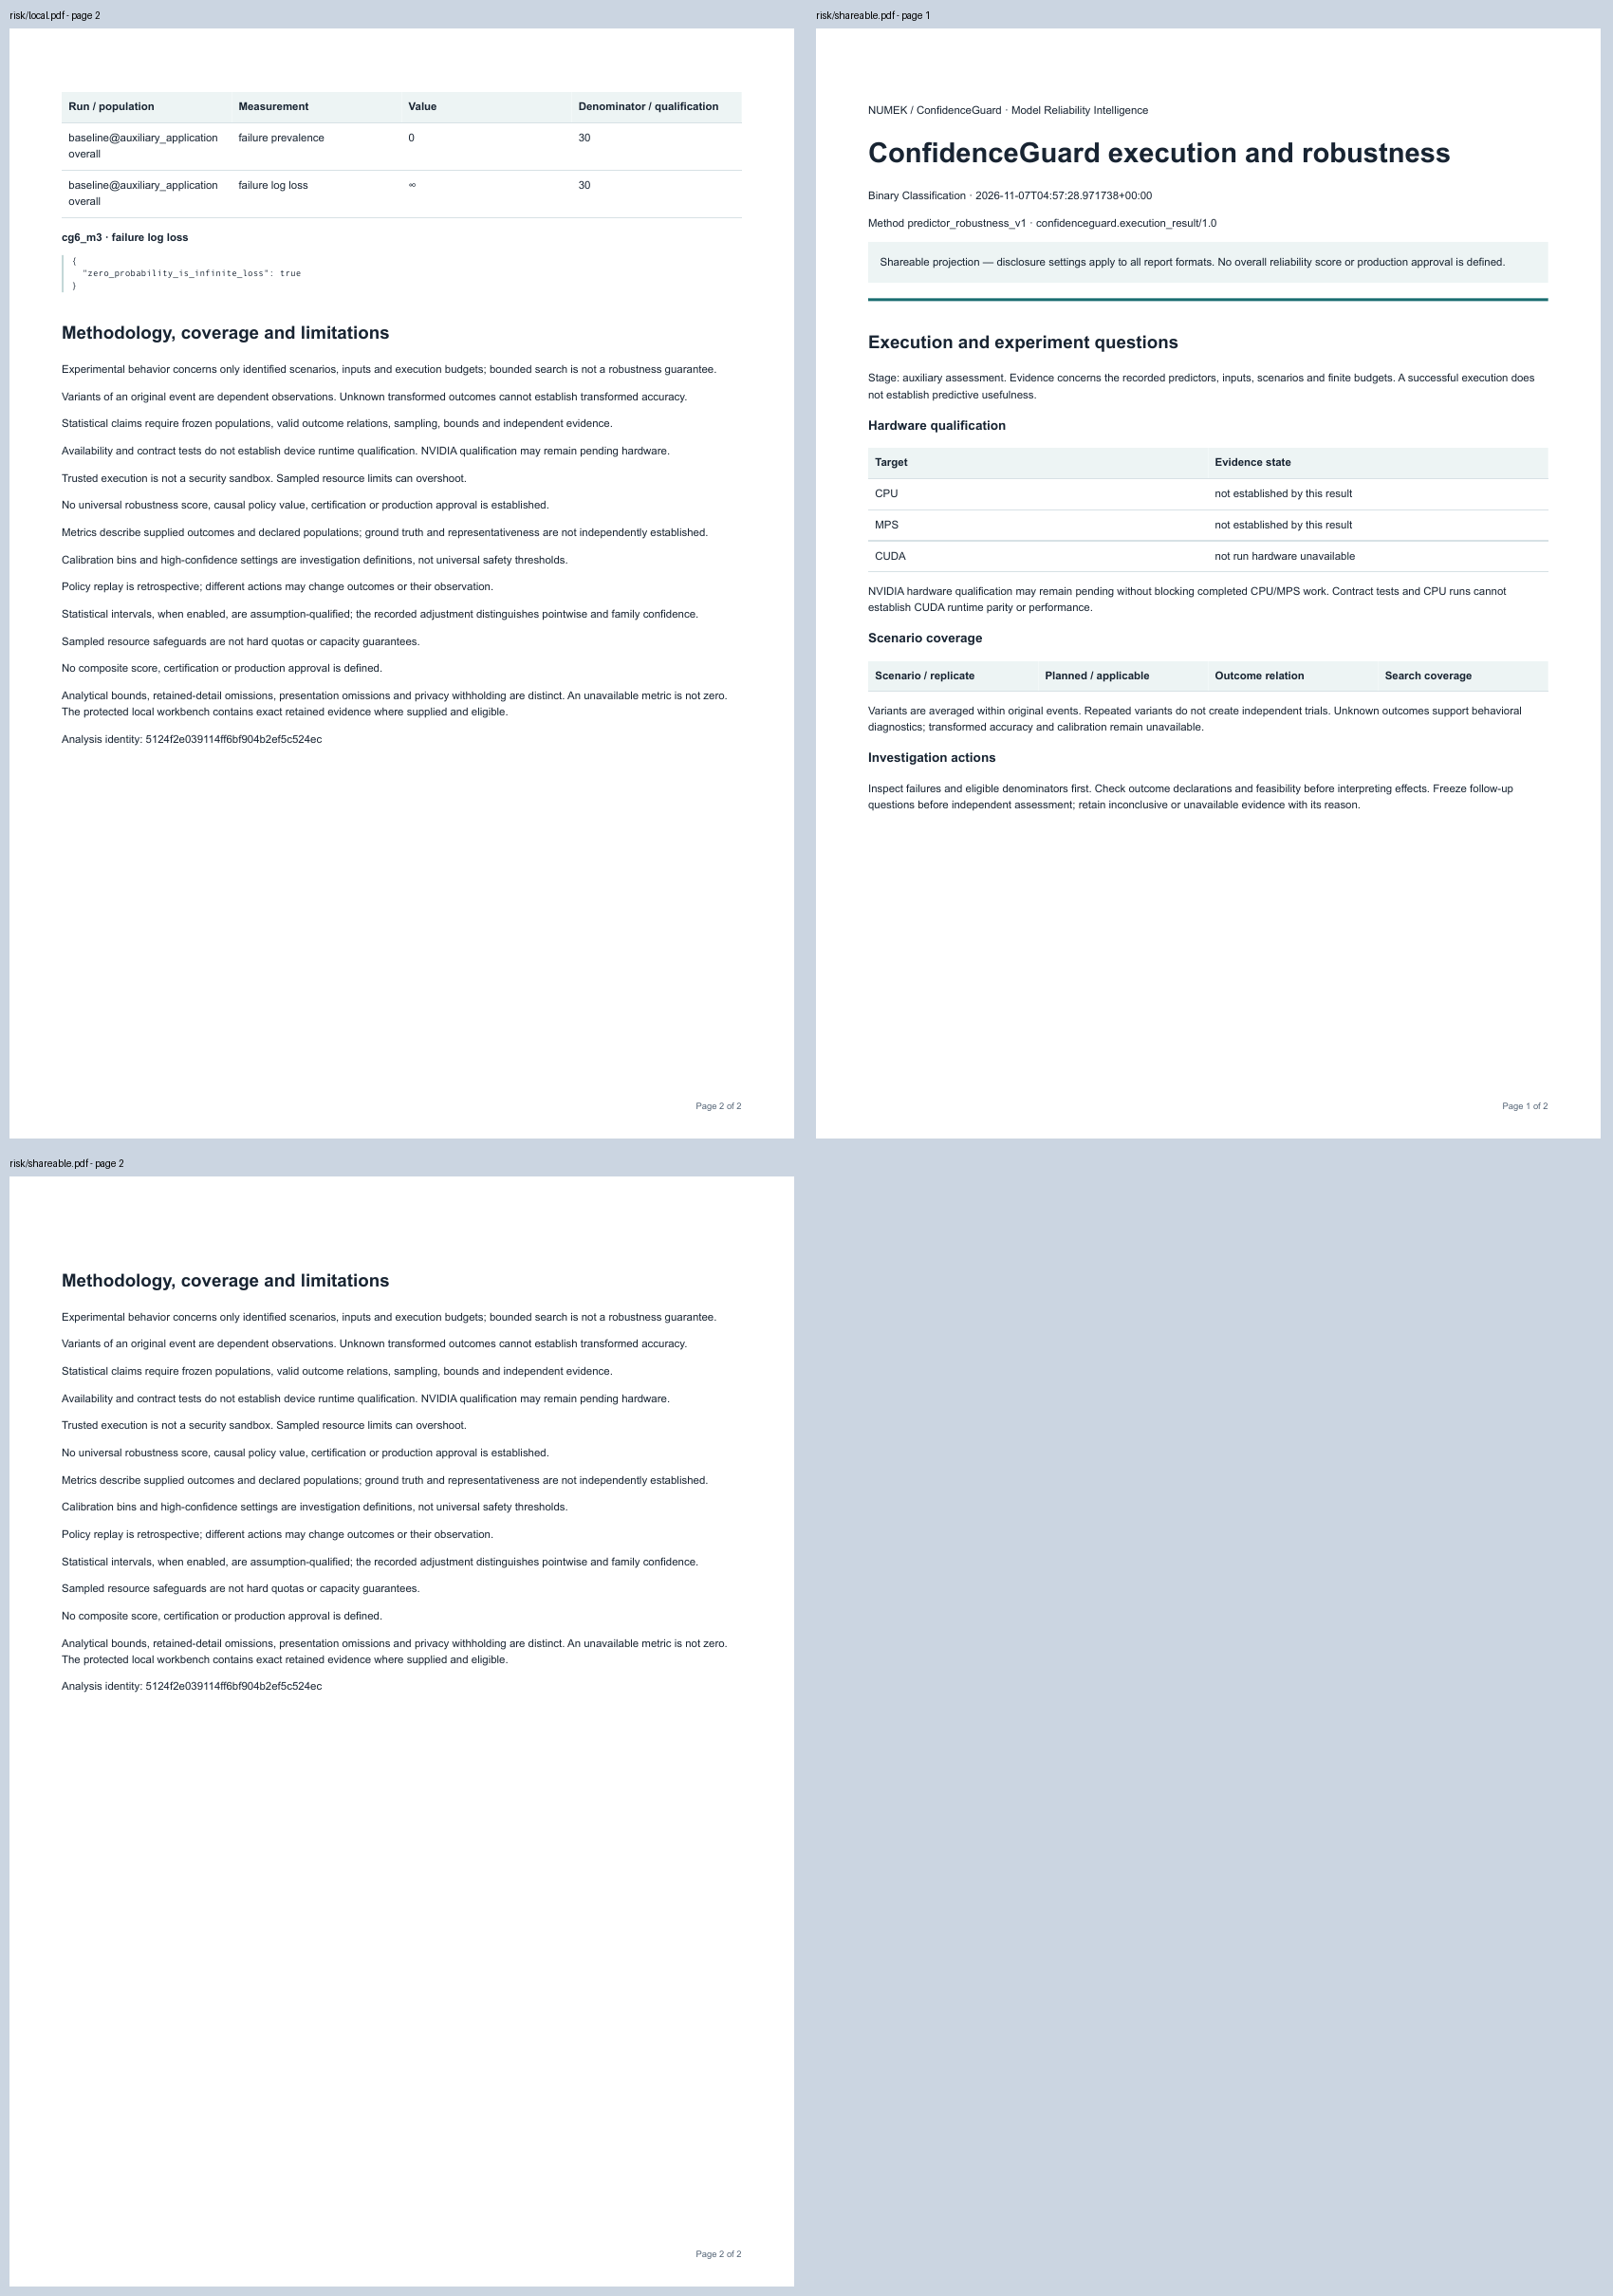 risk/local.pdf - page 2
Run / population Measurement Value Denominator / qualification
baseline@auxiliary_application failure prevalence 0 30
overall
baseline@auxiliary_application failure log loss ∞ 30
overall
cg6_m3 · failure log loss
{
"zero_probability_is_infinite_loss": true
}
Methodology, coverage and limitations
Experimental behavior concerns only identified scenarios, inputs and execution budgets; bounded search is not a robustness guarantee.
Variants of an original event are dependent observations. Unknown transformed outcomes cannot establish transformed accuracy.
Statistical claims require frozen populations, valid outcome relations, sampling, bounds and independent evidence.
Availability and contract tests do not establish device runtime qualification. NVIDIA qualification may remain pending hardware.
Trusted execution is not a security sandbox. Sampled resource limits can overshoot.
No universal robustness score, causal policy value, certification or production approval is established.
Metrics describe supplied outcomes and declared populations; ground truth and representativeness are not independently established.
Calibration bins and high-confidence settings are investigation definitions, not universal safety thresholds.
Policy replay is retrospective; different actions may change outcomes or their observation.
Statistical intervals, when enabled, are assumption-qualified; the recorded adjustment distinguishes pointwise and family confidence.
Sampled resource safeguards are not hard quotas or capacity guarantees.
No composite score, certification or production approval is defined.
Analytical bounds, retained-detail omissions, presentation omissions and privacy withholding are distinct. An unavailable metric is not zero.
The protected local workbench contains exact retained evidence where supplied and eligible.
Analysis identity: 5124f2e039114ff6bf904b2ef5c524ec
Page 2 of 2
risk/shareable.pdf - page 1
NUMEK / ConfidenceGuard · Model Reliability Intelligence
ConfidenceGuard execution and robustness
Binary Classification · 2026-11-07T04:57:28.971738+00:00
Method predictor_robustness_v1 · confidenceguard.execution_result/1.0
Shareable projection — disclosure settings apply to all report formats. No overall reliability score or production approval is defined.
Execution and experiment questions
Stage: auxiliary assessment. Evidence concerns the recorded predictors, inputs, scenarios and finite budgets. A successful execution does
not establish predictive usefulness.
Hardware qualification
Target Evidence state
CPU not established by this result
MPS not established by this result
CUDA not run hardware unavailable
NVIDIA hardware qualification may remain pending without blocking completed CPU/MPS work. Contract tests and CPU runs cannot
establish CUDA runtime parity or performance.
Scenario coverage
Scenario / replicate Planned / applicable Outcome relation Search coverage
Variants are averaged within original events. Repeated variants do not create independent trials. Unknown outcomes support behavioral
diagnostics; transformed accuracy and calibration remain unavailable.
Investigation actions
Inspect failures and eligible denominators first. Check outcome declarations and feasibility before interpreting effects. Freeze follow-up
questions before independent assessment; retain inconclusive or unavailable evidence with its reason.
Page 1 of 2
risk/shareable.pdf - page 2
Methodology, coverage and limitations
Experimental behavior concerns only identified scenarios, inputs and execution budgets; bounded search is not a robustness guarantee.
Variants of an original event are dependent observations. Unknown transformed outcomes cannot establish transformed accuracy.
Statistical claims require frozen populations, valid outcome relations, sampling, bounds and independent evidence.
Availability and contract tests do not establish device runtime qualification. NVIDIA qualification may remain pending hardware.
Trusted execution is not a security sandbox. Sampled resource limits can overshoot.
No universal robustness score, causal policy value, certification or production approval is established.
Metrics describe supplied outcomes and declared populations; ground truth and representativeness are not independently established.
Calibration bins and high-confidence settings are investigation definitions, not universal safety thresholds.
Policy replay is retrospective; different actions may change outcomes or their observation.
Statistical intervals, when enabled, are assumption-qualified; the recorded adjustment distinguishes pointwise and family confidence.
Sampled resource safeguards are not hard quotas or capacity guarantees.
No composite score, certification or production approval is defined.
Analytical bounds, retained-detail omissions, presentation omissions and privacy withholding are distinct. An unavailable metric is not zero.
The protected local workbench contains exact retained evidence where supplied and eligible.
Analysis identity: 5124f2e039114ff6bf904b2ef5c524ec
Page 2 of 2